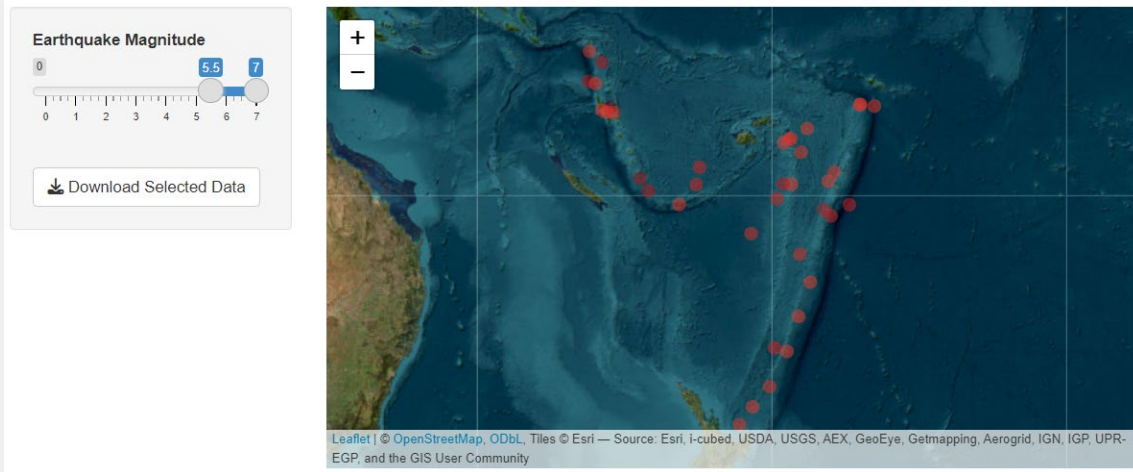 Earthquake Magnitude
0
5.5
7
0 1 2 3 4 5 6 7
Download Selected Data
+
−
Leaflet | © OpenStreetMap, ODbL, Tiles © Esri — Source: Esri, i-cubed, USDA, USGS, AEX, GeoEye, Getmapping, Aerogrid, IGN, IGP, UPR-
EGP, and the GIS User Community